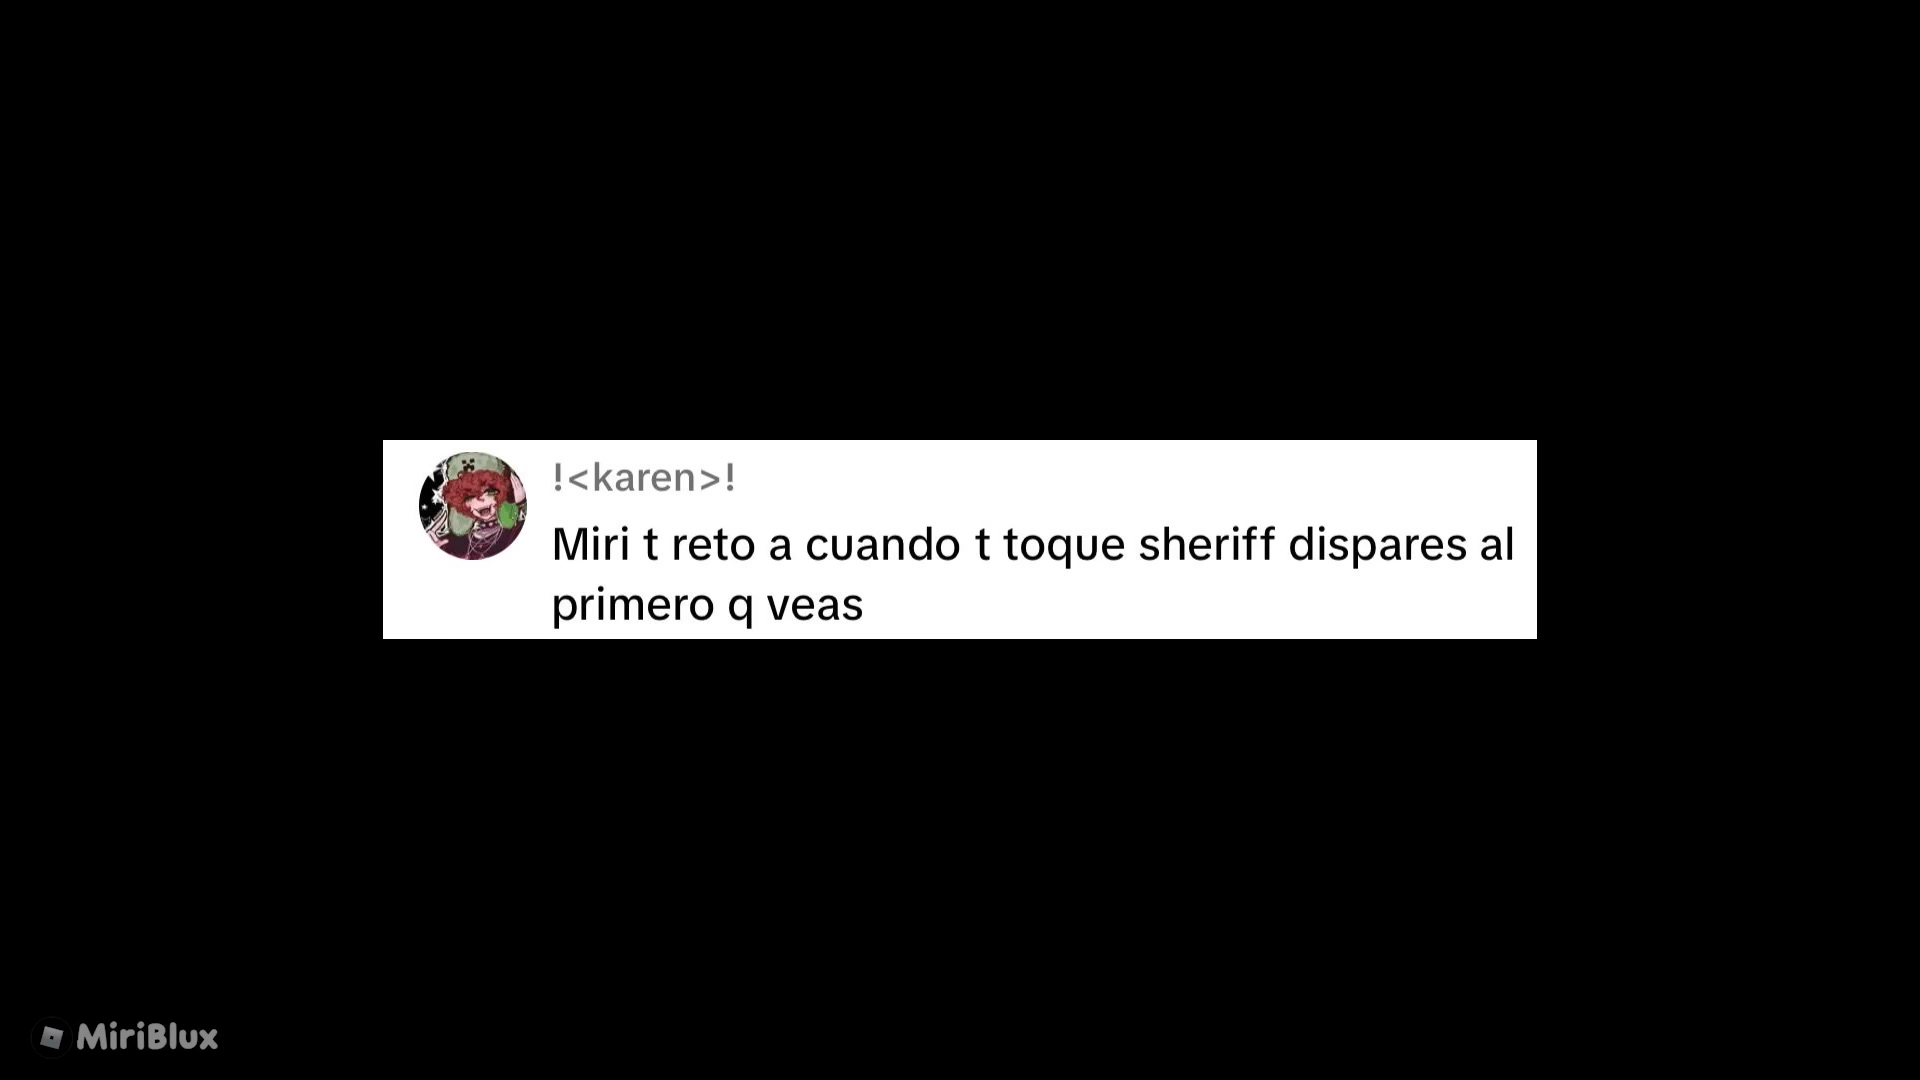 !<karen>!
Miri t reto a cuando t toque sheriff dispares al
primero q veas
MiriBlux